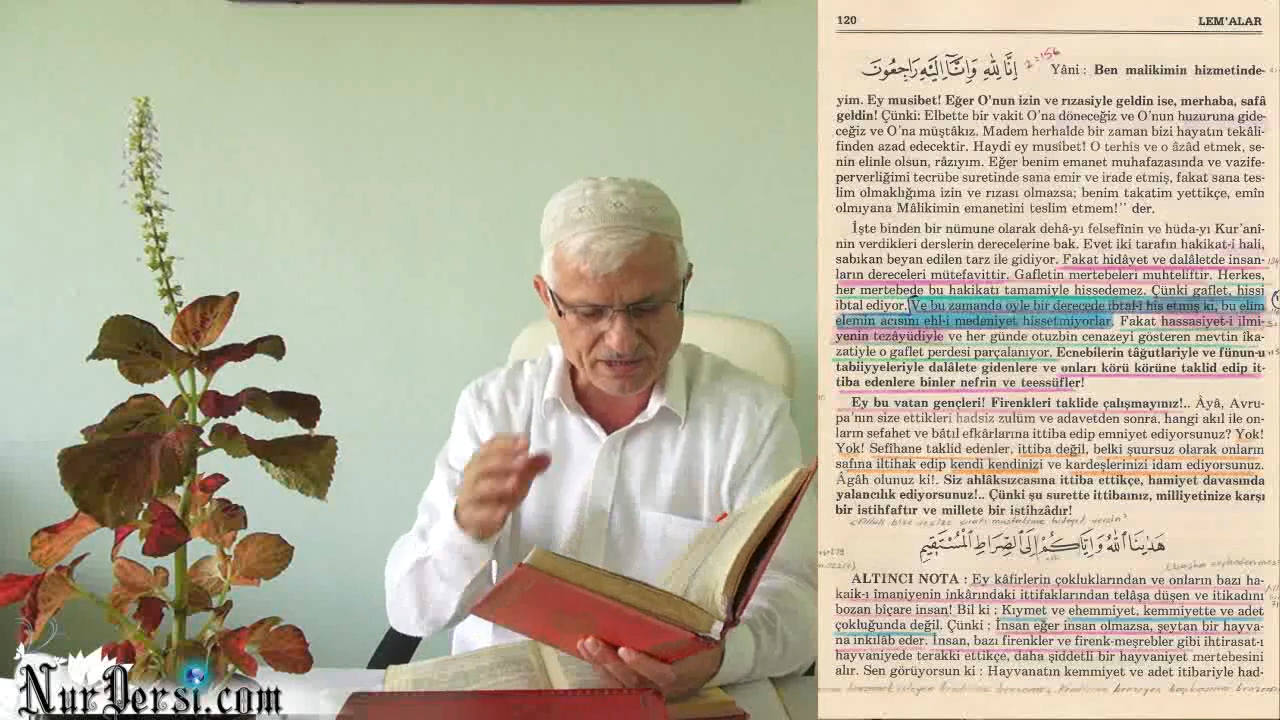 120 LEM'ALAR
اِنَّا لِلّٰهِ وَاِنَّٓا اِلَيْهِ رَاجِعُونَ 2:156 Yâni : Ben malikimin hizmetinde-
yim. Ey musibet! Eğer O'nun izin ve rızasiyle geldin ise, merhaba, safâ
geldin! Çünki: Elbette bir vakit O'na döneceğiz ve O'nun huzuruna gide-
ceğiz ve O'na müştâkız. Madem herhalde bir zaman bizi hayatın tekâli-
finden azad edecektir. Haydi ey musîbet! O terhis ve o âzâd etmek, se-
nin elinle olsun, râzıyım. Eğer benim emanet muhafazasında ve vazife-
perverliğimi tecrübe suretinde sana emir ve irade etmiş, fakat sana tes-
lim olmaklığıma izin ve rızası olmazsa; benim takatim yettikçe, emîn
olmıyana Mâlikimin emanetini teslim etmem!'' der.
İşte binden bir nümune olarak dehâ-yı felsefînin ve hüda-yı Kur'ani-
nin verdikleri derslerin derecelerine bak. Evet iki tarafın hakikat-i hali,
sabıkan beyan edilen tarz ile gidiyor. Fakat hidâyet ve dalâletde insan-
ların dereceleri mütefavittir. Gafletin mertebeleri muhteliftir. Herkes,
her mertebede bu hakikatı tamamiyle hissedemez. Çünki gaflet, hissi
ibtal ediyor. Ve bu zamanda öyle bir derecede ibtal-i his etmiş ki, bu elîm
elemin acısını ehl-i medeniyet hissetmiyorlar. Fakat hassasiyet-i ilmi-
yenin tezâyüdiyle ve her günde otuzbin cenazeyi gösteren mevtin ika-
zatiyle o gaflet perdesi parçalanıyor. Ecnebilerin tâğutlariyle ve fünun-u
tabiiyyeleriyle dalâlete gidenlere ve onları körü körüne taklid edip it-
tiba edenlere binler nefrin ve teessüfler!
Ey bu vatan gençleri! Firenkleri taklide çalışmayınız!.. Âyâ, Avru-
pa'nın size ettikleri hadsiz zulüm ve adavetden sonra, hangi akıl ile on-
ların sefahet ve bâtıl efkârlarına ittiba edip emniyet ediyorsunuz? Yok!
Yok! Sefihane taklid edenler, ittiba değil, belki şuursuz olarak onların
safına iltihak edip kendi kendinizi ve kardeşlerinizi idam ediyorsunuz.
Âgâh olunuz ki!. Siz ahlâksızcasına ittiba ettikçe, hamiyet davasında
yalancılık ediyorsunuz!.. Çünki şu surette ittibaınız, milliyetinize karşı
bir istihfaftır ve millete bir istihzâdır!
هَدٰينَا اللّٰهُ وَاِيَّاكُمْ اِلَى الصِّرَاطِ الْمُسْتَقِيمِ
ALTINCI NOTA : Ey kâfirlerin çokluklarından ve onların bazı ha-
kaik-ı imaniyenin inkârındaki ittifaklarından telâşa düşen ve itikadını
bozan bîçare insan! Bil ki : Kıymet ve ehemmiyet, kemmiyette ve adet
çokluğunda değil. Çünki : İnsan eğer insan olmazsa, şeytan bir hayva-
na inkılâb eder. İnsan, bazı firenkler ve firenk-meşrebler gibi ihtirasat-ı
hayvaniyede terakki ettikçe, daha şiddetli bir hayvaniyet mertebesini
alır. Sen görüyorsun ki : Hayvanatın kemmiyet ve adet itibariyle had-
NurDersi.com